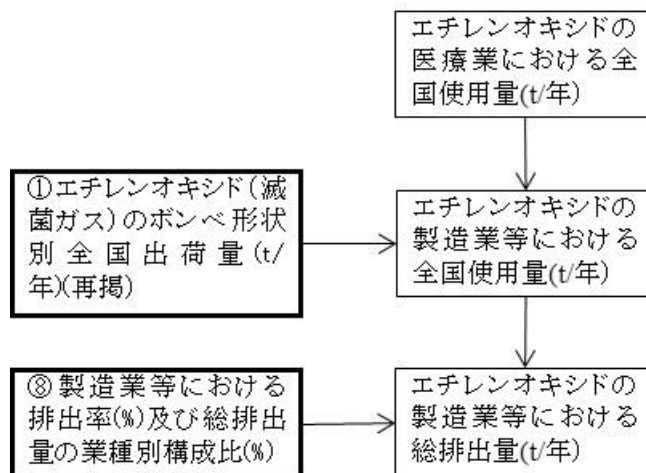 エチレンオキシドの
医療業における全
国使用量(t/年)
①エチレンオキシド(滅
菌ガス)のボンベ形状
別全国出荷量(t/
年)(再掲)
エチレンオキシドの
製造業等における
全国使用量(t/年)
⑧製造業等における
排出率(%)及び総排出
量の業種別構成比(%)
エチレンオキシドの
製造業等における
総排出量(t/年)